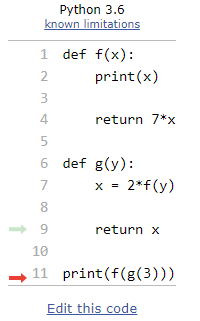 Python 3.6
known limitations
1 def f(x):
2     print(x)
3
4     return 7*x
5
6 def g(y):
7     x = 2*f(y)
8
9     return x
10
11 print(f(g(3)))
Edit this code